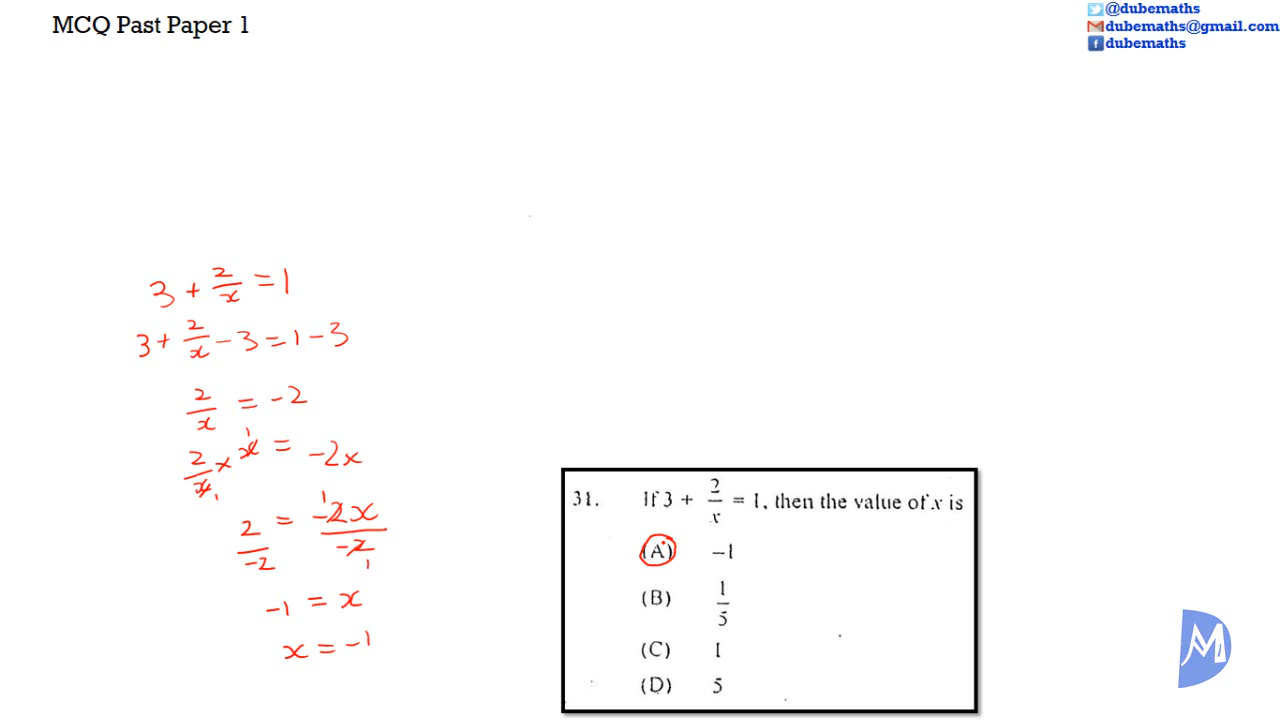 MCQ Past Paper 1
@dubemaths
dubemaths@gmail.com
dubemaths
3 + 2/x = 1
3 + 2/x - 3 = 1 - 3
2/x = -2
2/x × x = -2x
2/-2 = -2x/-2
-1 = x
x = -1
31. If 3 + 2/x = 1, then the value of x is
(A) -1
(B) 1/5
(C) 1
(D) 5
DM